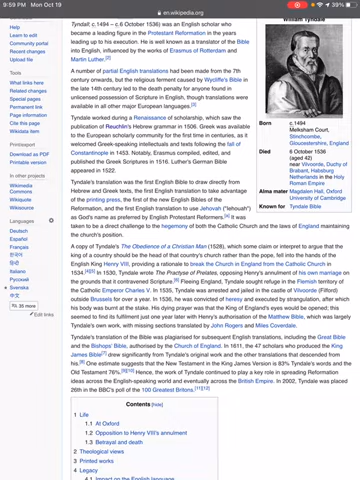 9:59 PM Mon Oct 19
39%
en.wikipedia.org
Help
Learn to edit
Community portal
Recent changes
Upload file
Tools
What links here
Related changes
Special pages
Permanent link
Page information
Cite this page
Wikidata item
Print/export
Download as PDF
Printable version
In other projects
Wikimedia
Commons
Wikiquote
Wikisource
Languages
Deutsch
Español
Français
한국어
हिन्दी
Italiano
Русский
Svenska
中文
36 more
Edit links
Tyndall, c.1494 – c.6 October 1536) was an English scholar who
became a leading figure in the Protestant Reformation in the years
leading up to his execution. He is well known as a translator of the Bible
into English, influenced by the works of Erasmus of Rotterdam and
Martin Luther.[2]
A number of partial English translations had been made from the 7th
century onwards, but the religious ferment caused by Wycliffe's Bible in
the late 14th century led to the death penalty for anyone found in
unlicensed possession of Scripture in English, though translations were
available in all other major European languages.[3]
Tyndale worked during a Renaissance of scholarship, which saw the
publication of Reuchlin's Hebrew grammar in 1506. Greek was available
to the European scholarly community for the first time in centuries, as it
welcomed Greek-speaking intellectuals and texts following the fall of
Constantinople in 1453. Notably, Erasmus compiled, edited, and
published the Greek Scriptures in 1516. Luther's German Bible
appeared in 1522.
Tyndale's translation was the first English Bible to draw directly from
Hebrew and Greek texts, the first English translation to take advantage
of the printing press, the first of the new English Bibles of the
Reformation, and the first English translation to use Jehovah ("Iehouah")
as God's name as preferred by English Protestant Reformers.[a] It was
taken to be a direct challenge to the hegemony of both the Catholic Church and the laws of England maintaining
the church's position.
A copy of Tyndale's The Obedience of a Christian Man (1528), which some claim or interpret to argue that the
king of a country should be the head of that country's church rather than the pope, fell into the hands of the
English King Henry VIII, providing a rationale to break the Church in England from the Catholic Church in
1534.[4][5] In 1530, Tyndale wrote The Practyse of Prelates, opposing Henry's annulment of his own marriage on
the grounds that it contravened Scripture.[6] Fleeing England, Tyndale sought refuge in the Flemish territory of
the Catholic Emperor Charles V. In 1535, Tyndale was arrested and jailed in the castle of Vilvoorde (Filford)
outside Brussels for over a year. In 1536, he was convicted of heresy and executed by strangulation, after which
his body was burnt at the stake. His dying prayer was that the King of England's eyes would be opened; this
seemed to find its fulfilment just one year later with Henry's authorisation of the Matthew Bible, which was largely
Tyndale's own work, with missing sections translated by John Rogers and Miles Coverdale.
Tyndale's translation of the Bible was plagiarised for subsequent English translations, including the Great Bible
and the Bishops' Bible, authorised by the Church of England. In 1611, the 47 scholars who produced the King
James Bible[7] drew significantly from Tyndale's original work and the other translations that descended from
his.[8] One estimate suggests that the New Testament in the King James Version is 83% Tyndale's words and the
Old Testament 76%.[9][10] Hence, the work of Tyndale continued to play a key role in spreading Reformation
ideas across the English-speaking world and eventually across the British Empire. In 2002, Tyndale was placed
26th in the BBC's poll of the 100 Greatest Britons.[11][12]
William Tyndale
Born c.1494
Melksham Court,
Stinchcombe,
Gloucestershire, England
Died 6 October 1536
(aged 42)
near Vilvoorde, Duchy
of Brabant, Habsburg
Netherlands in the Holy
Roman Empire
Alma mater Magdalen Hall, Oxford
University of Cambridge
Known for Tyndale Bible
Contents [hide]
1 Life
1.1 At Oxford
1.2 Opposition to Henry VIII's annulment
1.3 Betrayal and death
2 Theological views
3 Printed works
4 Legacy
4.1 Impact on the English language